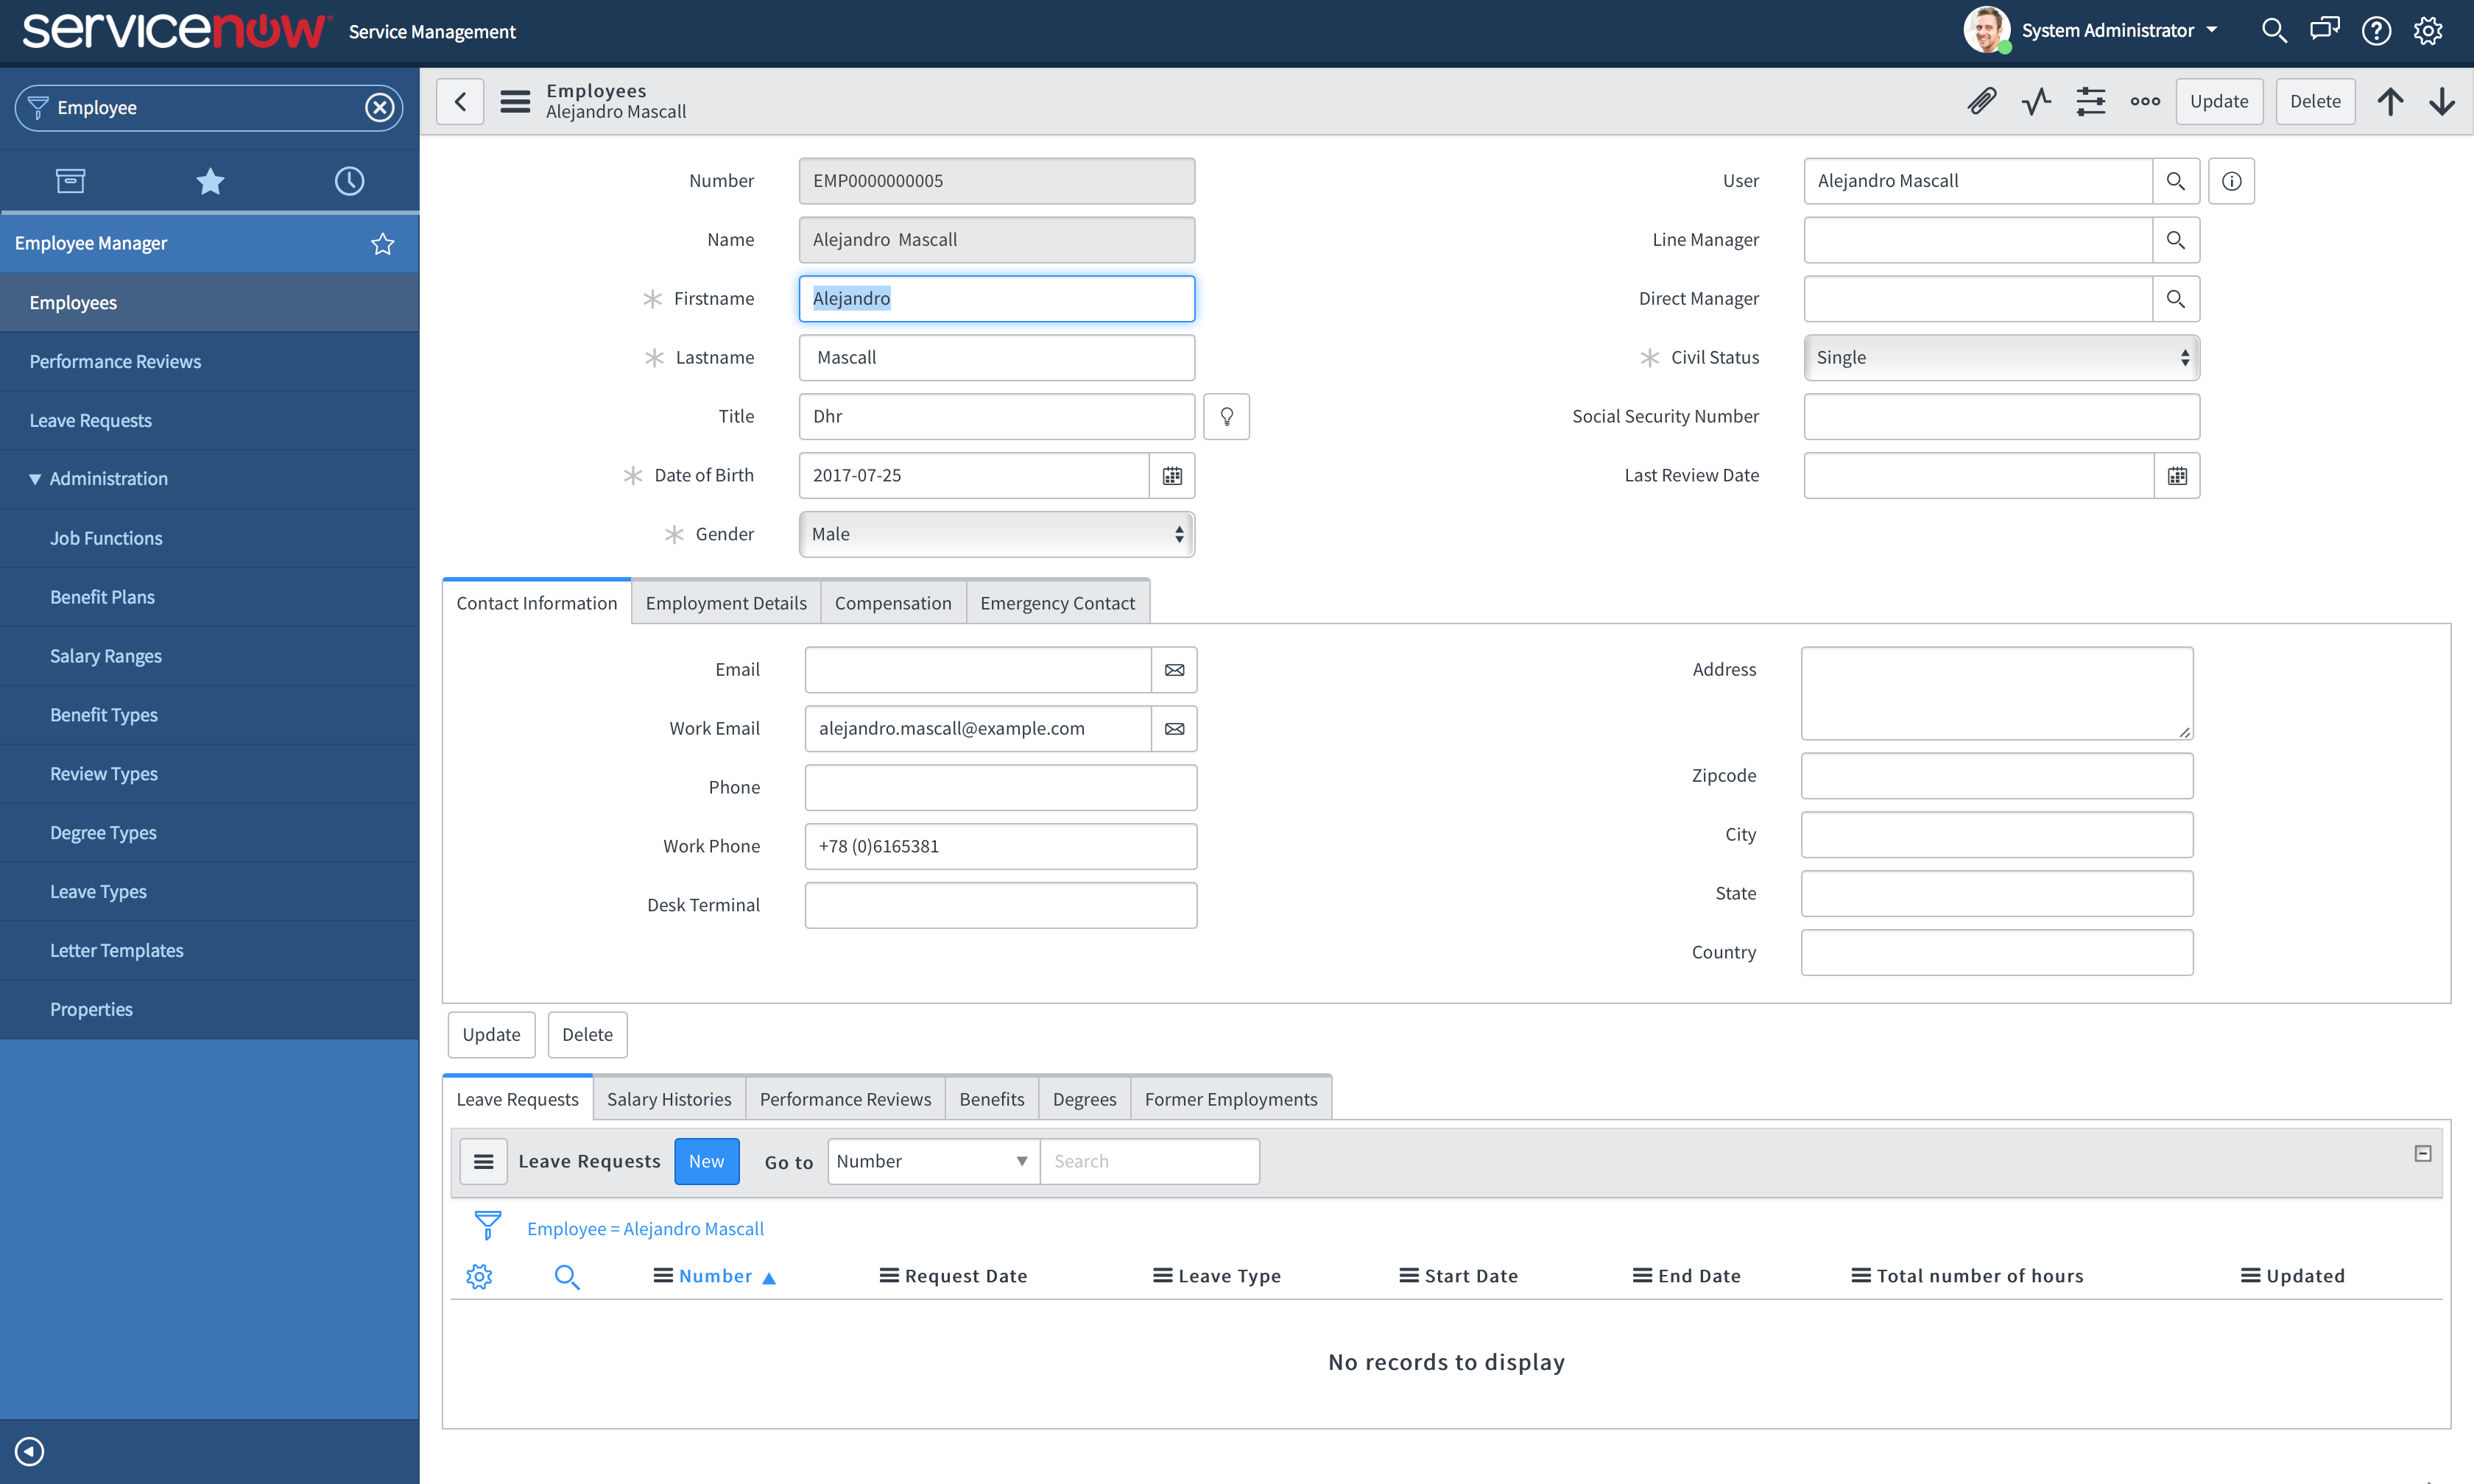 servicenow Service Management
System Administrator
Employee
Employee Manager
Employees
Performance Reviews
Leave Requests
▼ Administration
Job Functions
Benefit Plans
Salary Ranges
Benefit Types
Review Types
Degree Types
Leave Types
Letter Templates
Properties
Employees
Alejandro Mascall
Update Delete
Number EMP0000000005
Name Alejandro  Mascall
Firstname Alejandro
Lastname Mascall
Title Dhr
Date of Birth 2017-07-25
Gender Male
User Alejandro Mascall
Line Manager
Direct Manager
Civil Status Single
Social Security Number
Last Review Date
Contact Information Employment Details Compensation Emergency Contact
Email
Work Email alejandro.mascall@example.com
Phone
Work Phone +78 (0)6165381
Desk Terminal
Address
Zipcode
City
State
Country
Update Delete
Leave Requests Salary Histories Performance Reviews Benefits Degrees Former Employments
Leave Requests New Go to Number Search
Employee = Alejandro Mascall
Number ▲ Request Date Leave Type Start Date End Date Total number of hours Updated
No records to display